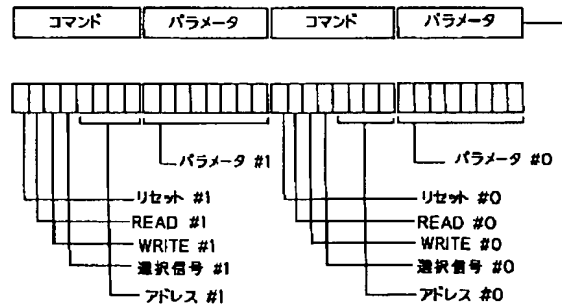 コマンド パラメータ コマンド パラメータ
パラメータ #1 パラメータ #0
リセット #1 リセット #0
READ #1 READ #0
WRITE #1 WRITE #0
選択信号 #1 選択信号 #0
アドレス #1 アドレス #0